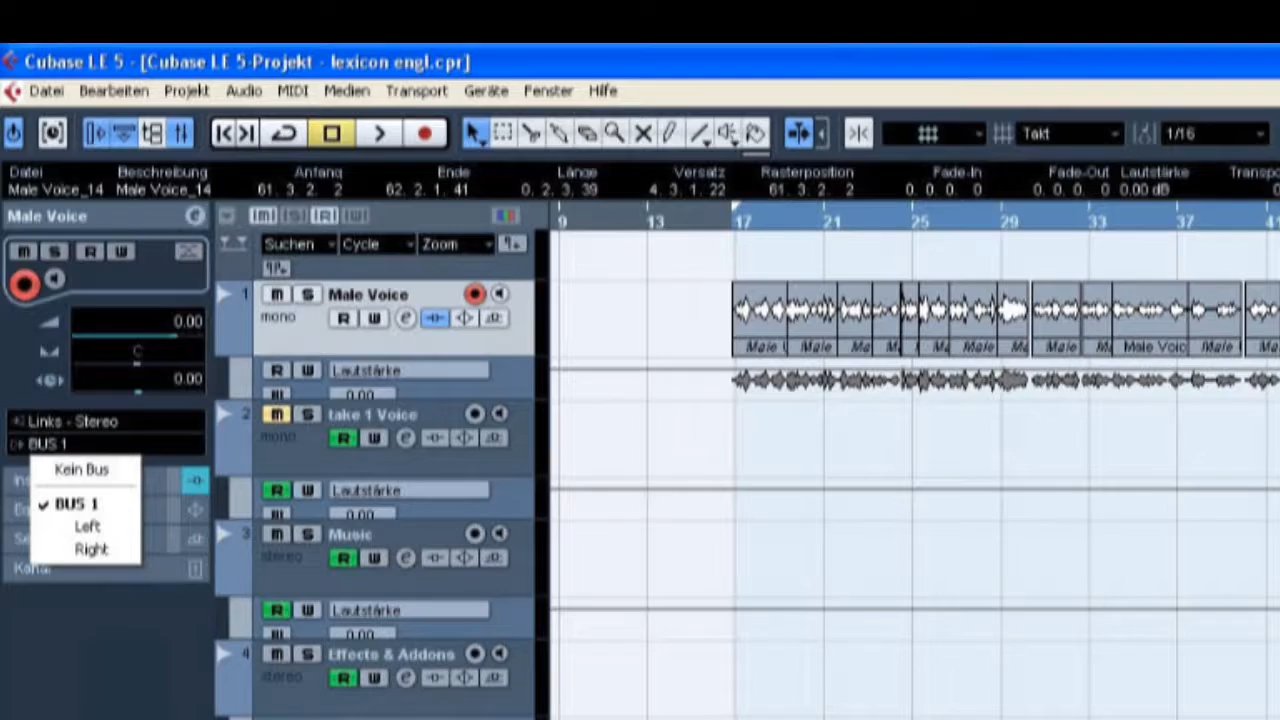 Cubase LE 5 - [Cubase LE 5-Projekt - lexicon engl.cpr]
Datei Bearbeiten Projekt Audio MIDI Medien Transport Geräte Fenster Hilfe
Takt 1/16
Datei Beschreibung Anfang Ende Länge Versatz Rasterposition Fade-In Fade-Out Lautstärke
Male Voice_14 Male Voice_14 61. 3. 2. 2 62. 2. 1. 41 0. 2. 3. 39 4. 3. 1. 22 61. 3. 2. 2 0. 0. 0. 0 0. 0. 0. 0 0.00 dB
Male Voice
9 13 17 21 25 29 33 37
M S R W
Suchen Cycle Zoom
1 M S Male Voice
mono R W e
0.00
C
0.00
Male Male Male Male Male Voic Male
R W Lautstärke
0.00
Links - Stereo
BUS 1
2 M S take 1 Voice
mono R W e
Kein Bus
BUS 1
Left
Right
R W Lautstärke
0.00
3 M S Music
stereo R W e
Kanal
R W Lautstärke
0.00
4 M S Effects & Addons
stereo R W e